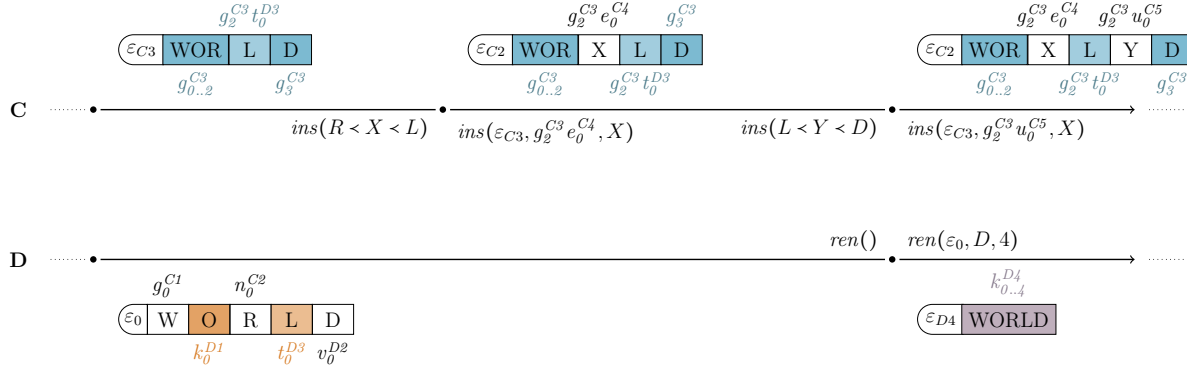 g_2^{C3} t_0^{D3} g_2^{C3} e_0^{C4} g_3^{C3} g_2^{C3} e_0^{C4} g_2^{C3} u_0^{C5}
ε_{C3} WOR L D ε_{C2} WOR X L D ε_{C2} WOR X L Y D
g_{0..2}^{C3} g_3^{C3} g_{0..2}^{C3} g_2^{C3} t_0^{D3} g_{0..2}^{C3} g_2^{C3} t_0^{D3} g_3^{C3}
C
ins(R ≺ X ≺ L) ins(ε_{C3}, g_2^{C3} e_0^{C4}, X) ins(L ≺ Y ≺ D) ins(ε_{C3}, g_2^{C3} u_0^{C5}, X)
ren() ren(ε_0, D, 4)
D
g_0^{C1} n_0^{C2} k_{0..4}^{D4}
ε_0 W O R L D ε_{D4} WORLD
k_0^{D1} t_0^{D3} v_0^{D2}